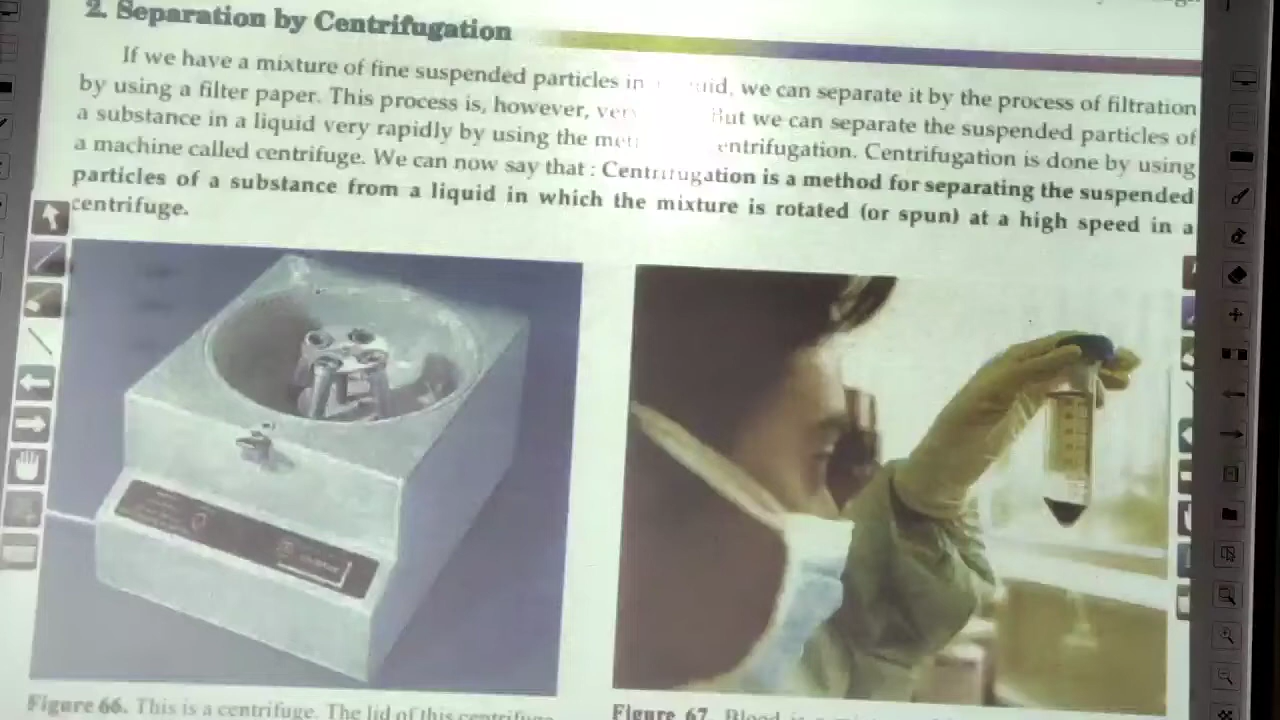 2. Separation by Centrifugation
If we have a mixture of fine suspended particles in we can separate it by the process of filtration
by using a filter paper. This process is, however, But we can separate the suspended particles of
a substance in a liquid very rapidly by using the centrifugation. Centrifugation is done by using
a machine called centrifuge. We can now say that : Centrifugation is a method for separating the suspended
particles of a substance from a liquid in which the mixture is rotated (or spun) at a high speed in a
centrifuge.
Figure 66. This is a centrifuge. The lid of this centrifuge
Figure 67. Blood is a